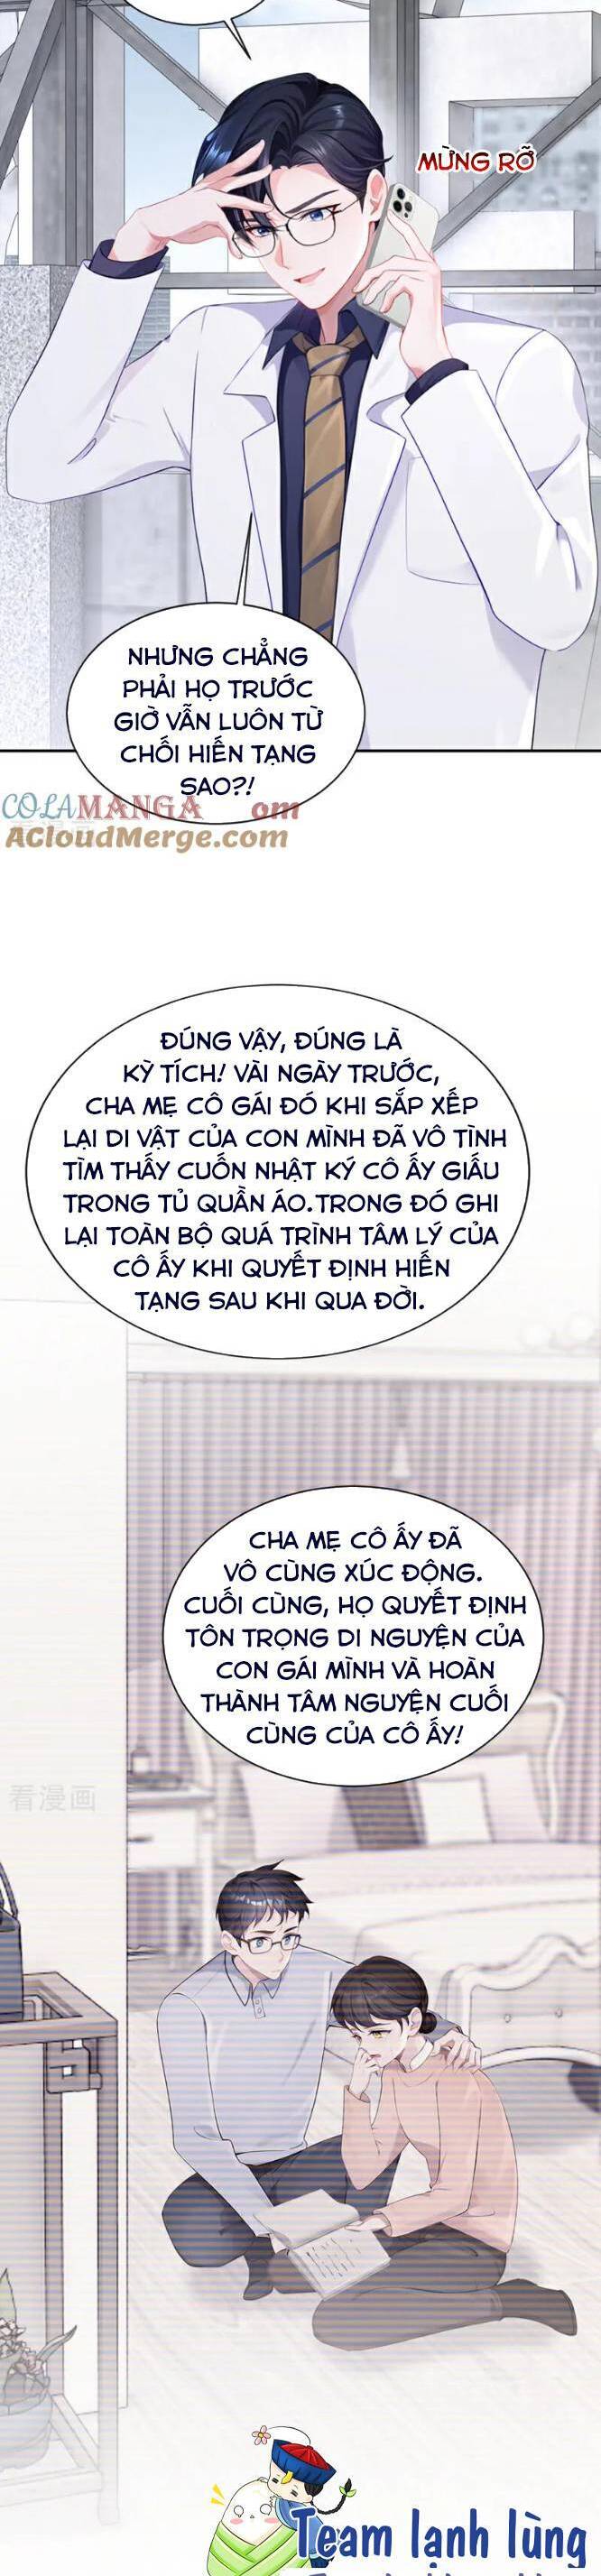 MỪNG RỠ
NHƯNG CHẲNG
PHẢI HỌ TRƯỚC
GIỜ VẪN LUÔN TỪ
CHỐI HIẾN TẠNG
SAO?!
COLAMANGA om
AcloudMerge.com
ĐÚNG VẬY, ĐÚNG LÀ
KỲ TÍCH! VÀI NGÀY TRƯỚC,
CHA MẸ CÔ GÁI ĐÓ KHI SẮP XẾP
LẠI DI VẬT CỦA CON MÌNH ĐÃ VÔ TÌNH
TÌM THẤY CUỐN NHẬT KÝ CÔ ẤY GIẤU
TRONG TỦ QUẦN ÁO.TRONG ĐÓ GHI
LẠI TOÀN BỘ QUÁ TRÌNH TÂM LÝ CỦA
CÔ ẤY KHI QUYẾT ĐỊNH HIẾN
TẠNG SAU KHI QUA ĐỜI.
CHA MẸ CÔ ẤY ĐÃ
VÔ CÙNG XÚC ĐỘNG.
CUỐI CÙNG, HỌ QUYẾT ĐỊNH
TÔN TRỌNG DI NGUYỆN CỦA
CON GÁI MÌNH VÀ HOÀN
THÀNH TÂM NGUYỆN CUỐI
CÙNG CỦA CÔ ẤY!
看漫画
Team lạnh lùng